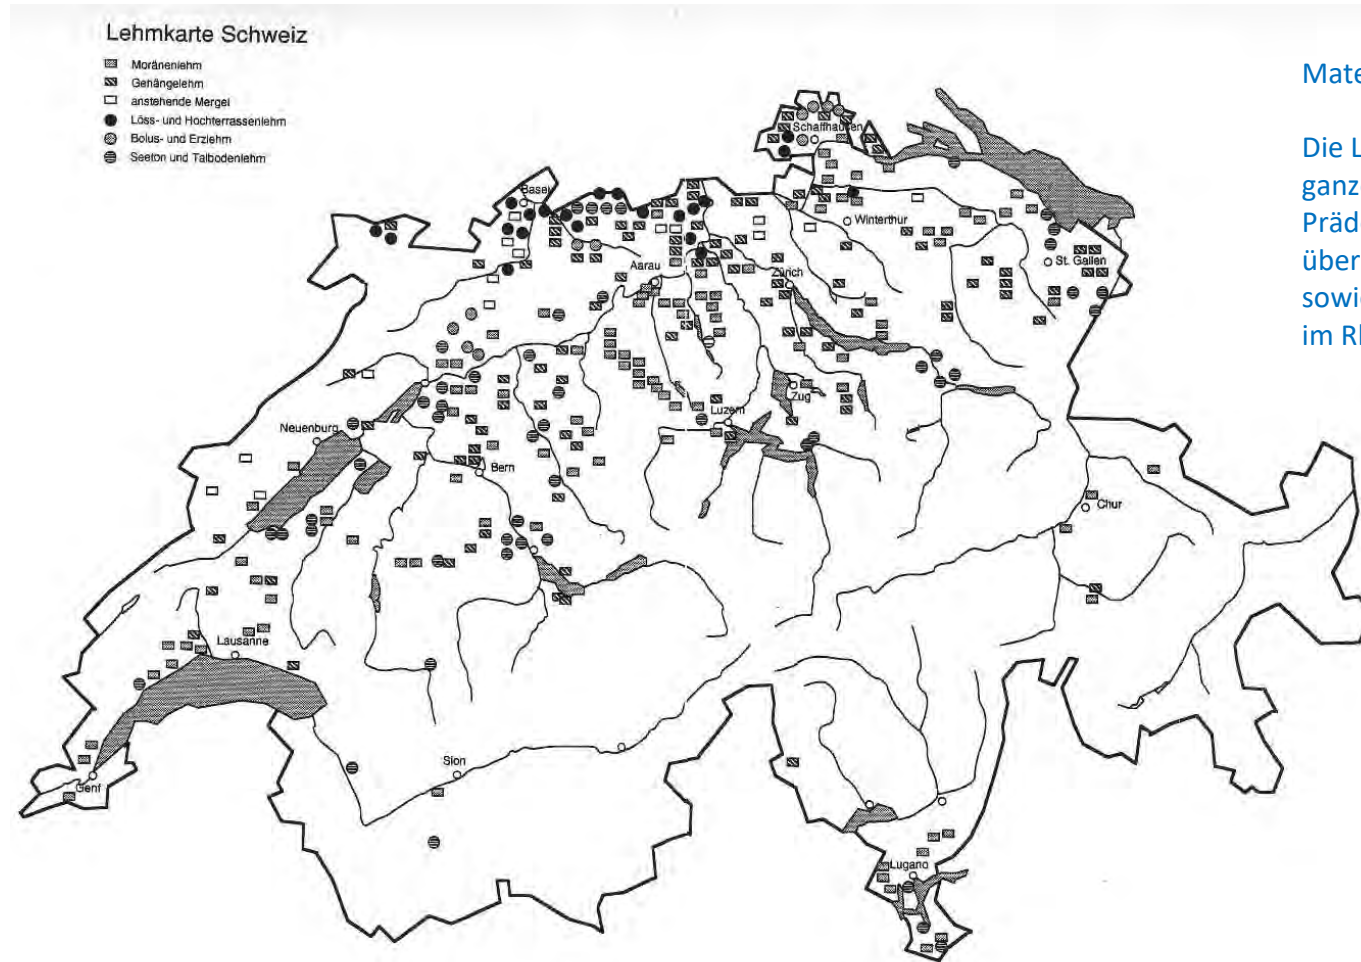 Lehmkarte Schweiz
Moränenlehm
Gehängelehm
anstehende Mergel
Löss- und Hochterrassenlehm
Bolus- und Erzlehm
Seeton und Talbodenlehm
Mate
Die L
ganz
Präd
über
sowi
im R
Schaffhausen
Basel
Winterthur
St. Gallen
Aarau
Zürich
Zug
Luzern
Neuenburg
Bern
Chur
Lausanne
Sion
Genf
Lugano